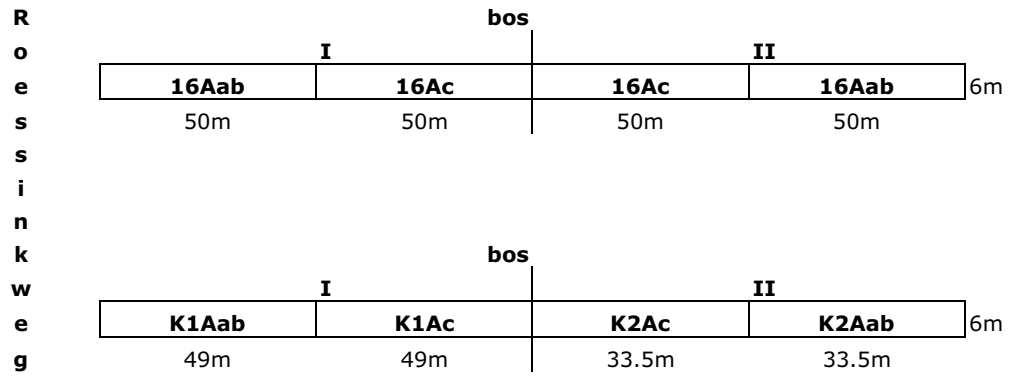 R bos
o I II
e 16Aab 16Ac 16Ac 16Aab 6m
s 50m 50m 50m 50m
s
i
n
k bos
w I II
e K1Aab K1Ac K2Ac K2Aab 6m
g 49m 49m 33.5m 33.5m